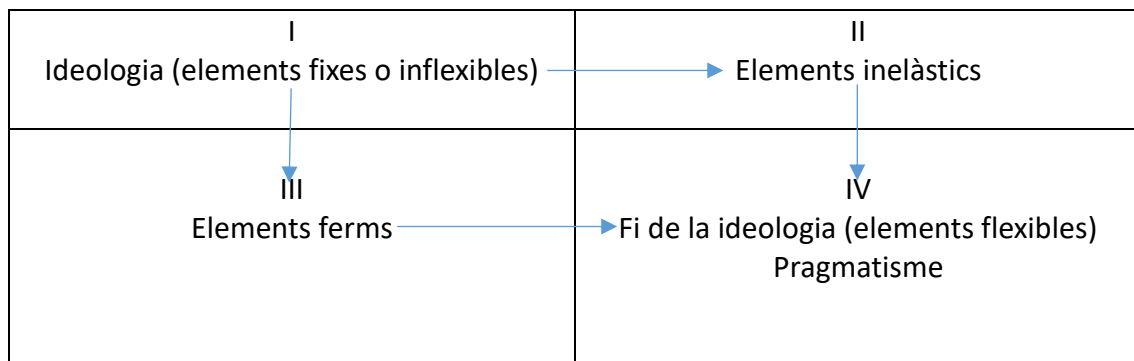 I
Ideologia (elements fixes o inflexibles)
II
Elements inelàstics
III
Elements ferms
IV
Fi de la ideologia (elements flexibles)
Pragmatisme